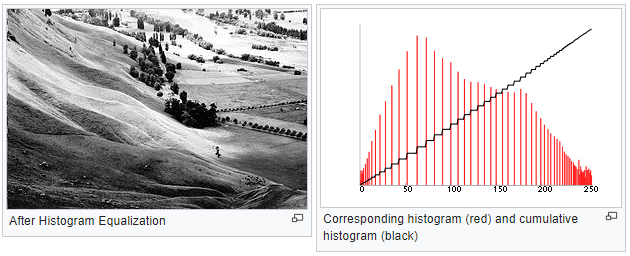 0 50 100 150 200 250
After Histogram Equalization
Corresponding histogram (red) and cumulative
histogram (black)